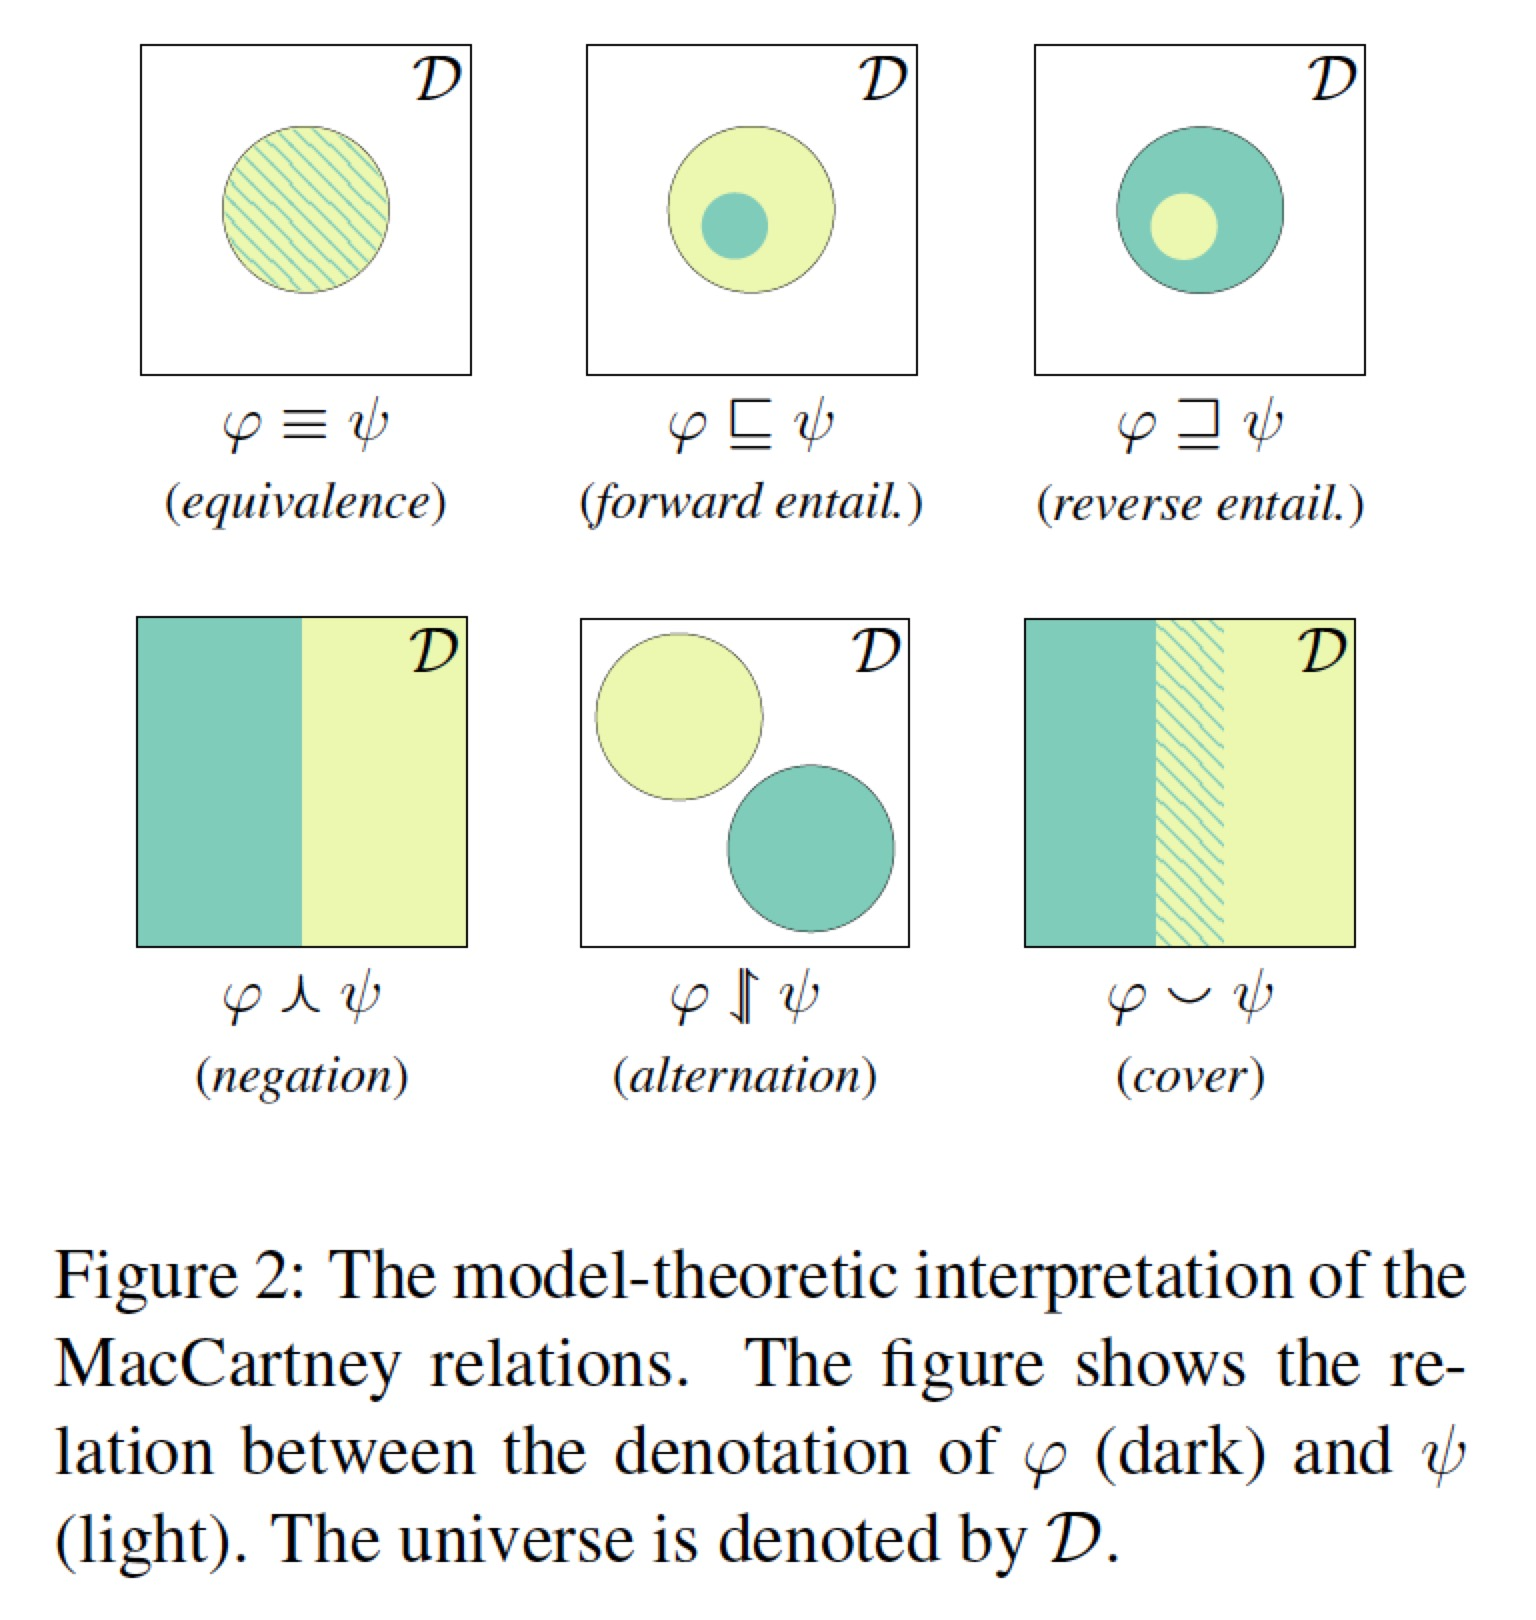 𝒟 𝒟 𝒟
φ ≡ ψ φ ⊑ ψ φ ⊒ ψ
(equivalence) (forward entail.) (reverse entail.)
𝒟 𝒟 𝒟
φ ⋏ ψ φ ⥯ ψ φ ⌣ ψ
(negation) (alternation) (cover)
Figure 2: The model-theoretic interpretation of the
MacCartney relations. The figure shows the re-
lation between the denotation of φ (dark) and ψ
(light). The universe is denoted by 𝒟.